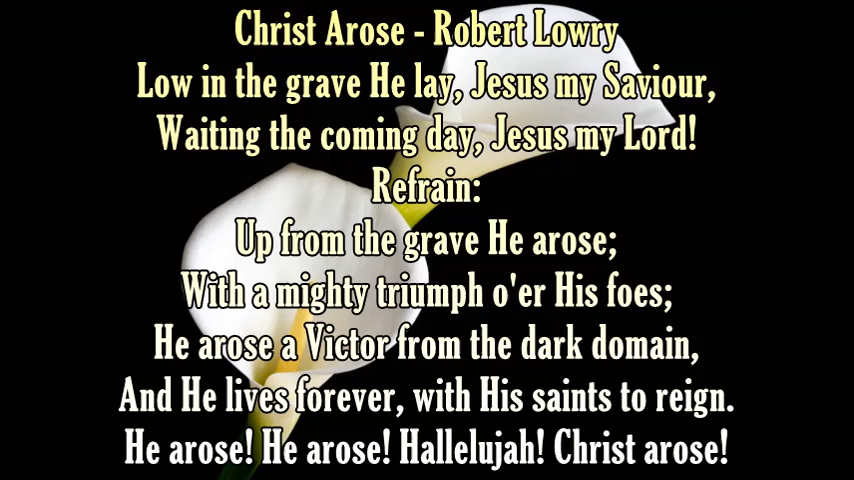 Christ Arose - Robert Lowry
Low in the grave He lay, Jesus my Saviour,
Waiting the coming day, Jesus my Lord!
Refrain:
Up from the grave He arose;
With a mighty triumph o'er His foes;
He arose a Victor from the dark domain,
And He lives forever, with His saints to reign.
He arose! He arose! Hallelujah! Christ arose!